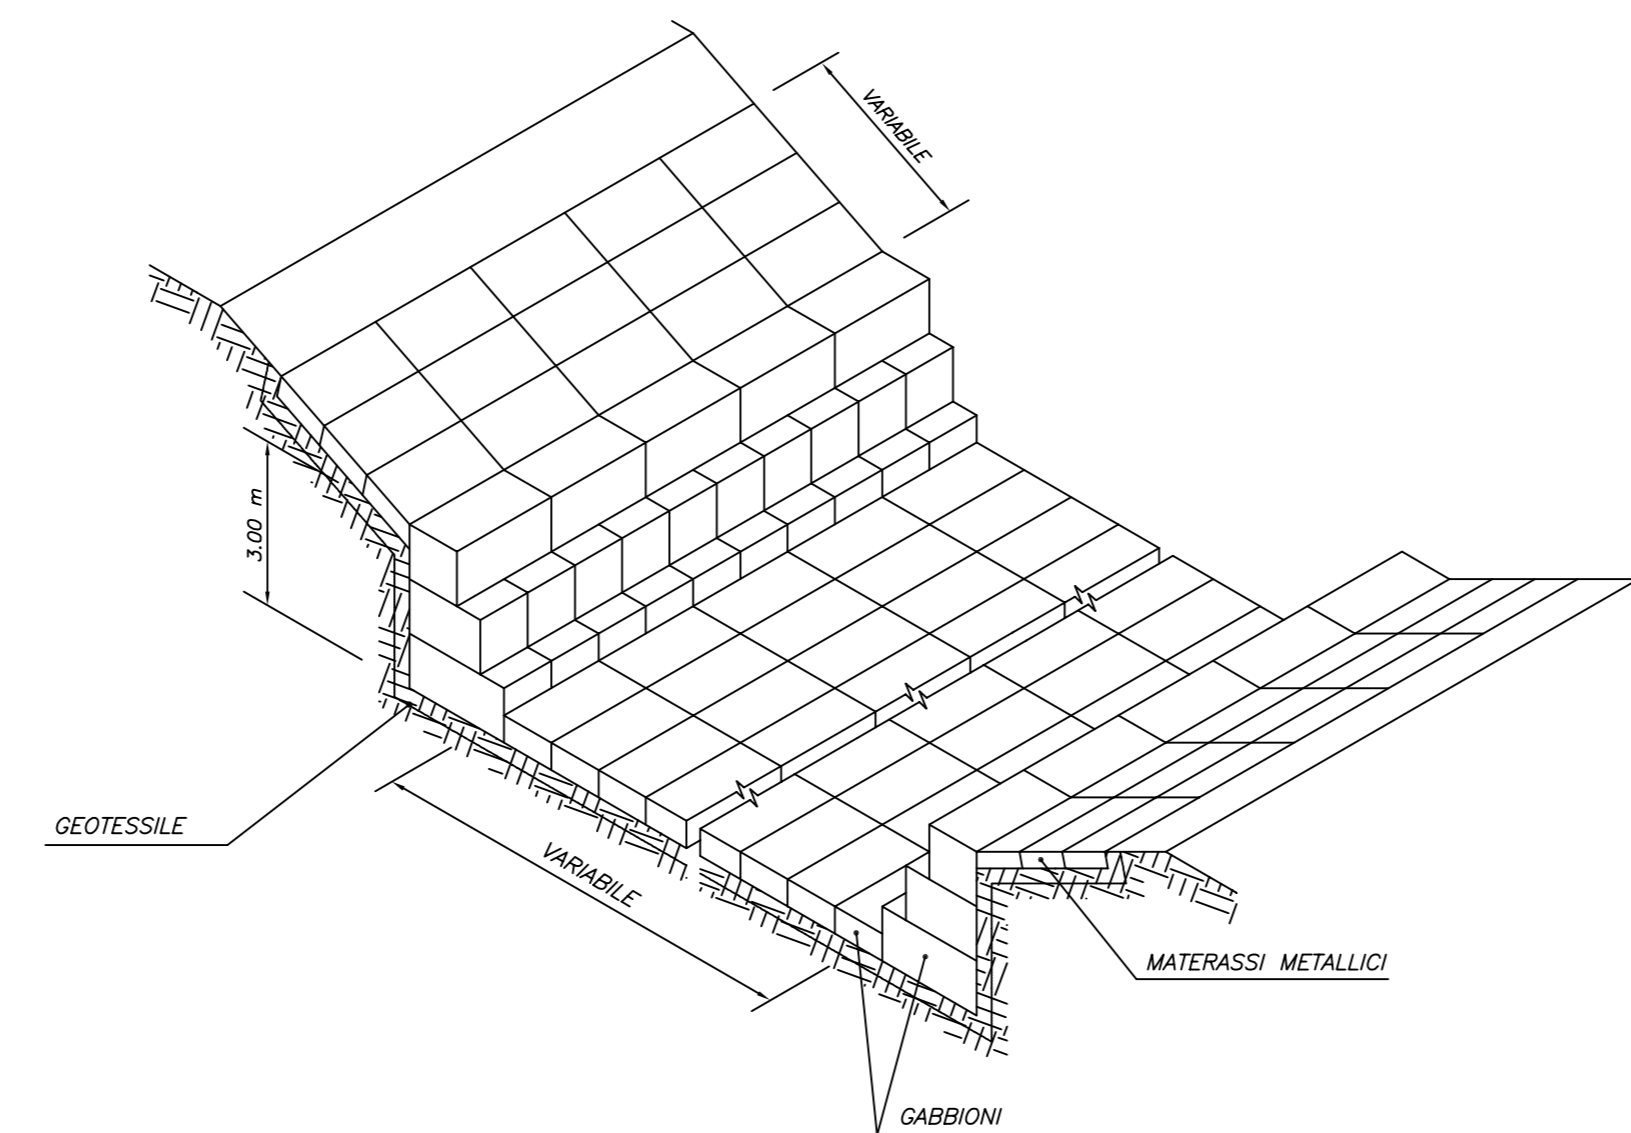 VARIABILE
3.00 m
GEOTESSILE
VARIABILE
MATERASSI METALLICI
GABBIONI